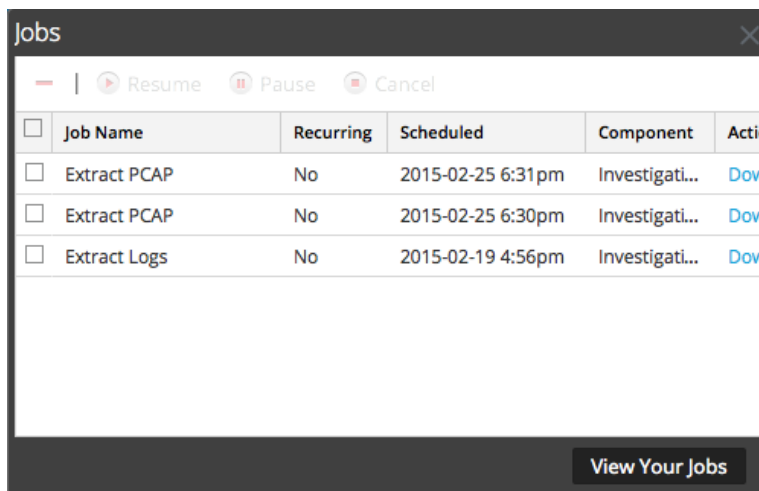 Jobs
Resume Pause Cancel
Job Name Recurring Scheduled Component Acti
Extract PCAP No 2015-02-25 6:31pm Investigati... Dow
Extract PCAP No 2015-02-25 6:30pm Investigati... Dow
Extract Logs No 2015-02-19 4:56pm Investigati... Dow
View Your Jobs